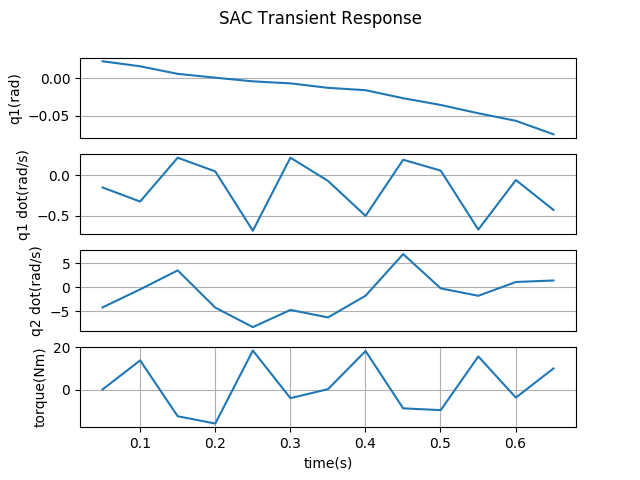 SAC Transient Response
q1(rad)
0.00
−0.05
q1 dot(rad/s)
0.0
−0.5
q2 dot(rad/s)
5
0
−5
torque(Nm)
20
0
0.1 0.2 0.3 0.4 0.5 0.6
time(s)